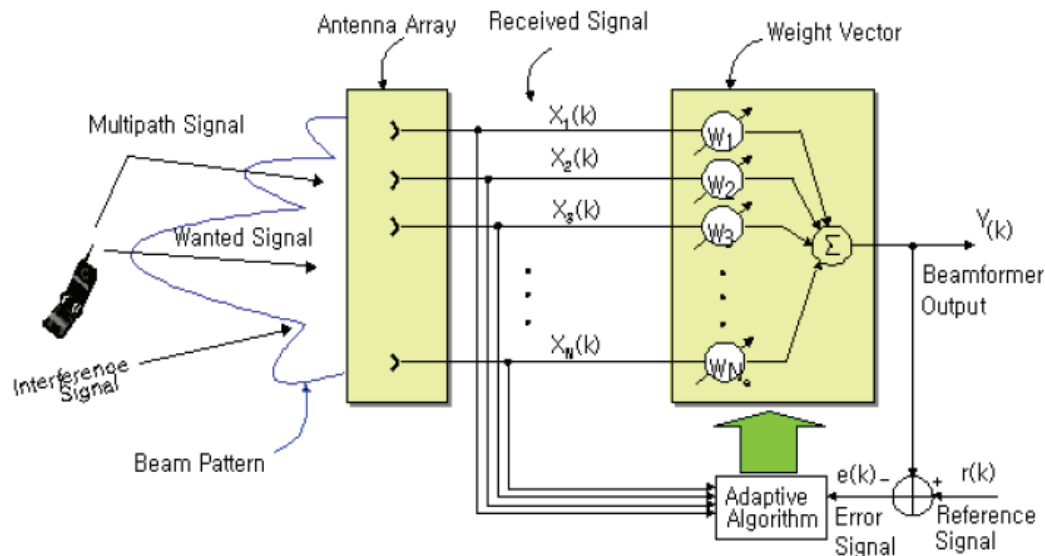 Antenna Array
Received Signal
Weight Vector
Multipath Signal
Wanted Signal
Interference
Signal
Beam Pattern
X1(k)
X2(k)
X3(k)
XN(k)
W1
W2
W3
WN
Σ
Y(k)
Beamformer
Output
Adaptive
Algorithm
e(k)
-
Error
Signal
+
r(k)
Reference
Signal